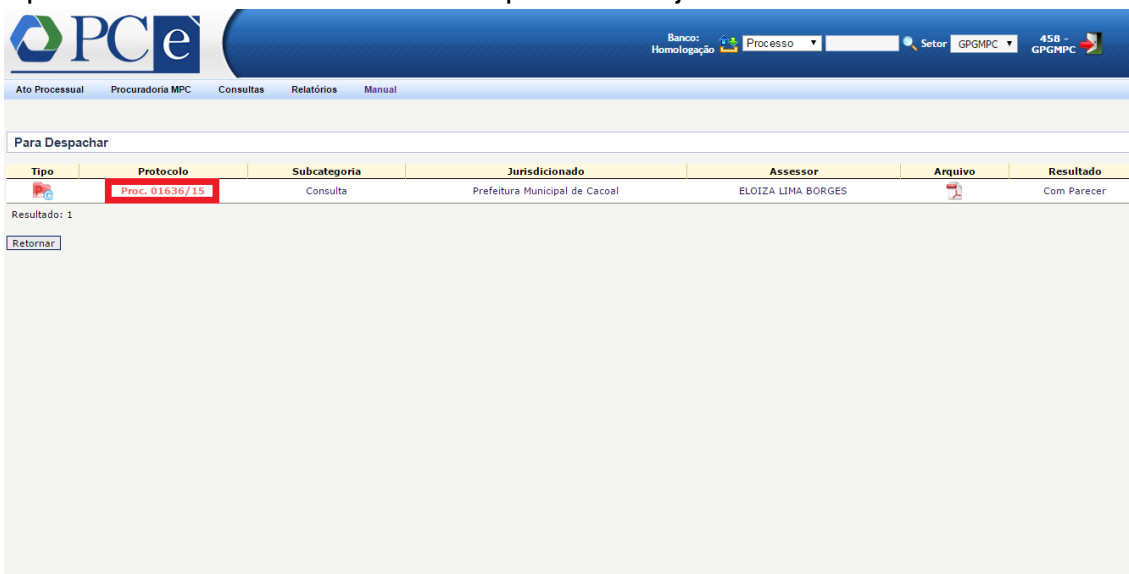 PCe
Banco:
Homologação
Processo
Setor
GPGMPC
458 -
GPGMPC
Ato Processual Procuradoria MPC Consultas Relatórios Manual
Para Despachar
Tipo Protocolo Subcategoria Jurisdicionado Assessor Arquivo Resultado
Proc. 01636/15 Consulta Prefeitura Municipal de Cacoal ELOIZA LIMA BORGES Com Parecer
Resultado: 1
Retornar